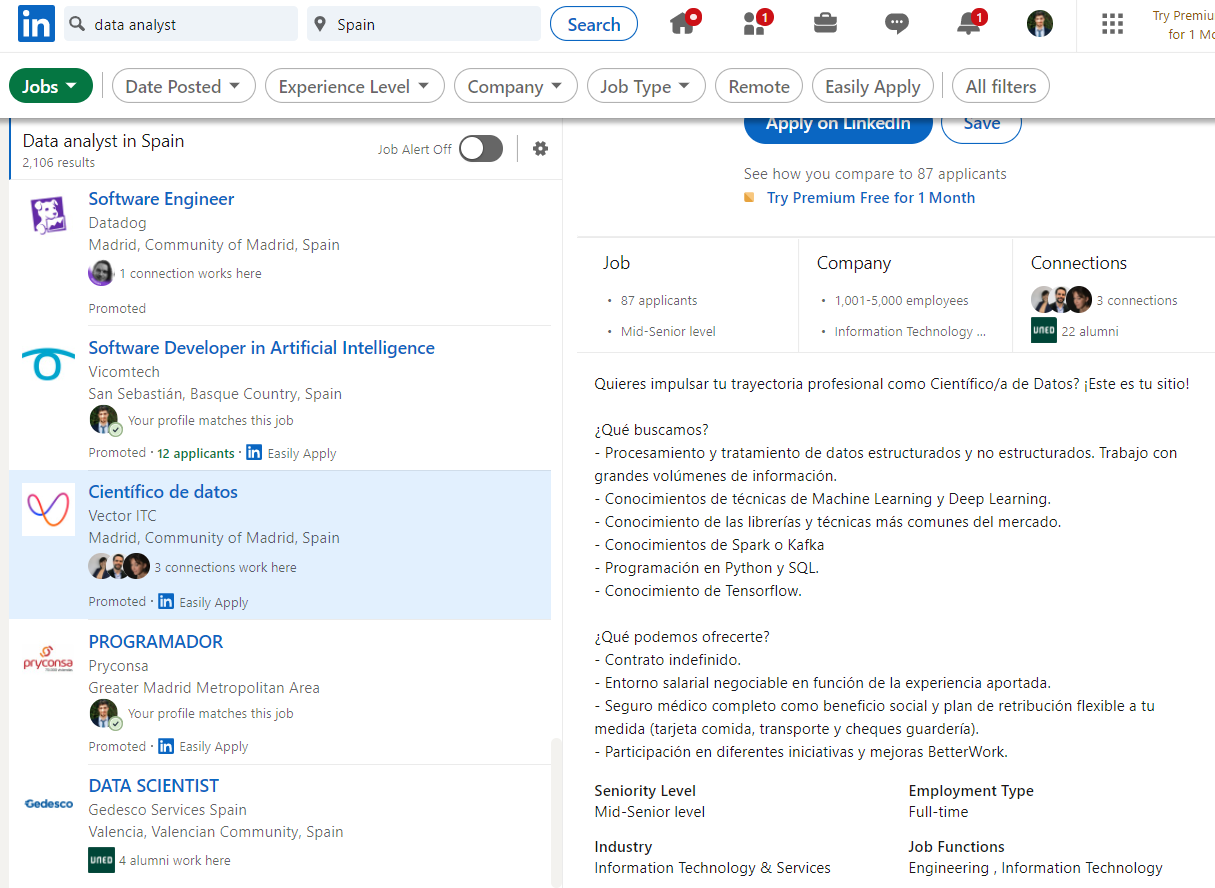 in
data analyst
Spain
Search
1
1
Try Premiu
for 1 Mo
Jobs
Date Posted
Experience Level
Company
Job Type
Remote
Easily Apply
All filters
Data analyst in Spain
2,106 results
Job Alert Off
Software Engineer
Datadog
Madrid, Community of Madrid, Spain
1 connection works here
Promoted
Software Developer in Artificial Intelligence
Vicomtech
San Sebastián, Basque Country, Spain
Your profile matches this job
Promoted · 12 applicants · in Easily Apply
Científico de datos
Vector ITC
Madrid, Community of Madrid, Spain
3 connections work here
Promoted · in Easily Apply
pryconsa
PROGRAMADOR
Pryconsa
Greater Madrid Metropolitan Area
Your profile matches this job
Promoted · in Easily Apply
Gedesco
DATA SCIENTIST
Gedesco Services Spain
Valencia, Valencian Community, Spain
UNED 4 alumni work here
Apply on LinkedIn
Save
See how you compare to 87 applicants
Try Premium Free for 1 Month
Job
• 87 applicants
• Mid-Senior level
Company
• 1,001-5,000 employees
• Information Technology ...
Connections
3 connections
UNED 22 alumni
Quieres impulsar tu trayectoria profesional como Científico/a de Datos? ¡Este es tu sitio!
¿Qué buscamos?
- Procesamiento y tratamiento de datos estructurados y no estructurados. Trabajo con
grandes volúmenes de información.
- Conocimientos de técnicas de Machine Learning y Deep Learning.
- Conocimiento de las librerías y técnicas más comunes del mercado.
- Conocimientos de Spark o Kafka
- Programación en Python y SQL.
- Conocimiento de Tensorflow.
¿Qué podemos ofrecerte?
- Contrato indefinido.
- Entorno salarial negociable en función de la experiencia aportada.
- Seguro médico completo como beneficio social y plan de retribución flexible a tu
medida (tarjeta comida, transporte y cheques guardería).
- Participación en diferentes iniciativas y mejoras BetterWork.
Seniority Level
Mid-Senior level
Employment Type
Full-time
Industry
Information Technology & Services
Job Functions
Engineering , Information Technology